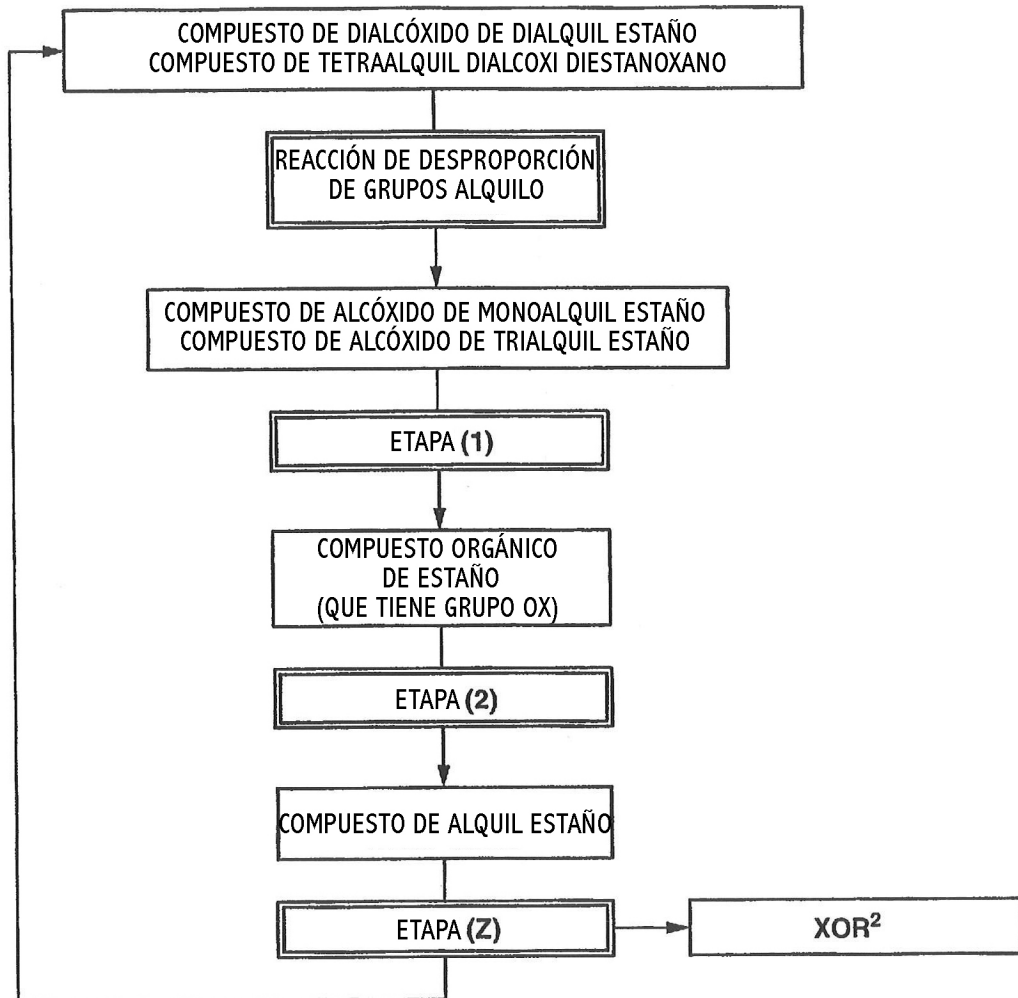 COMPUESTO DE DIALCÓXIDO DE DIALQUIL ESTAÑO
COMPUESTO DE TETRAALQUIL DIALCOXI DIESTANOXANO
REACCIÓN DE DESPROPORCIÓN
DE GRUPOS ALQUILO
COMPUESTO DE ALCÓXIDO DE MONOALQUIL ESTAÑO
COMPUESTO DE ALCÓXIDO DE TRIALQUIL ESTAÑO
ETAPA (1)
COMPUESTO ORGÁNICO
DE ESTAÑO
(QUE TIENE GRUPO OX)
ETAPA (2)
COMPUESTO DE ALQUIL ESTAÑO
ETAPA (Z)
XOR²